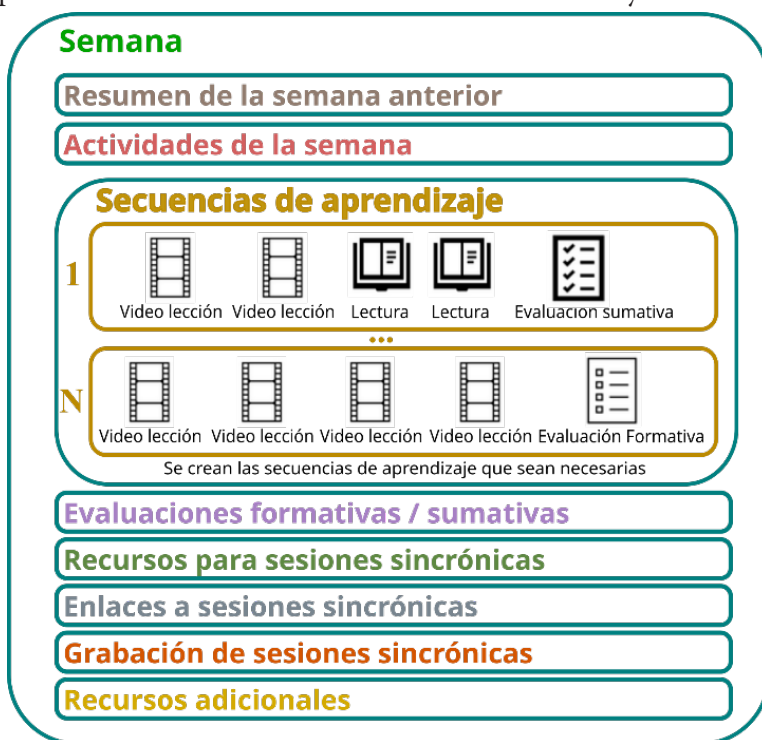 Semana
Resumen de la semana anterior
Actividades de la semana
Secuencias de aprendizaje
1
Video lección Video lección Lectura Lectura Evaluación sumativa
...
N
Video lección Video lección Video lección Video lección Evaluación Formativa
Se crean las secuencias de aprendizaje que sean necesarias
Evaluaciones formativas / sumativas
Recursos para sesiones sincrónicas
Enlaces a sesiones sincrónicas
Grabación de sesiones sincrónicas
Recursos adicionales